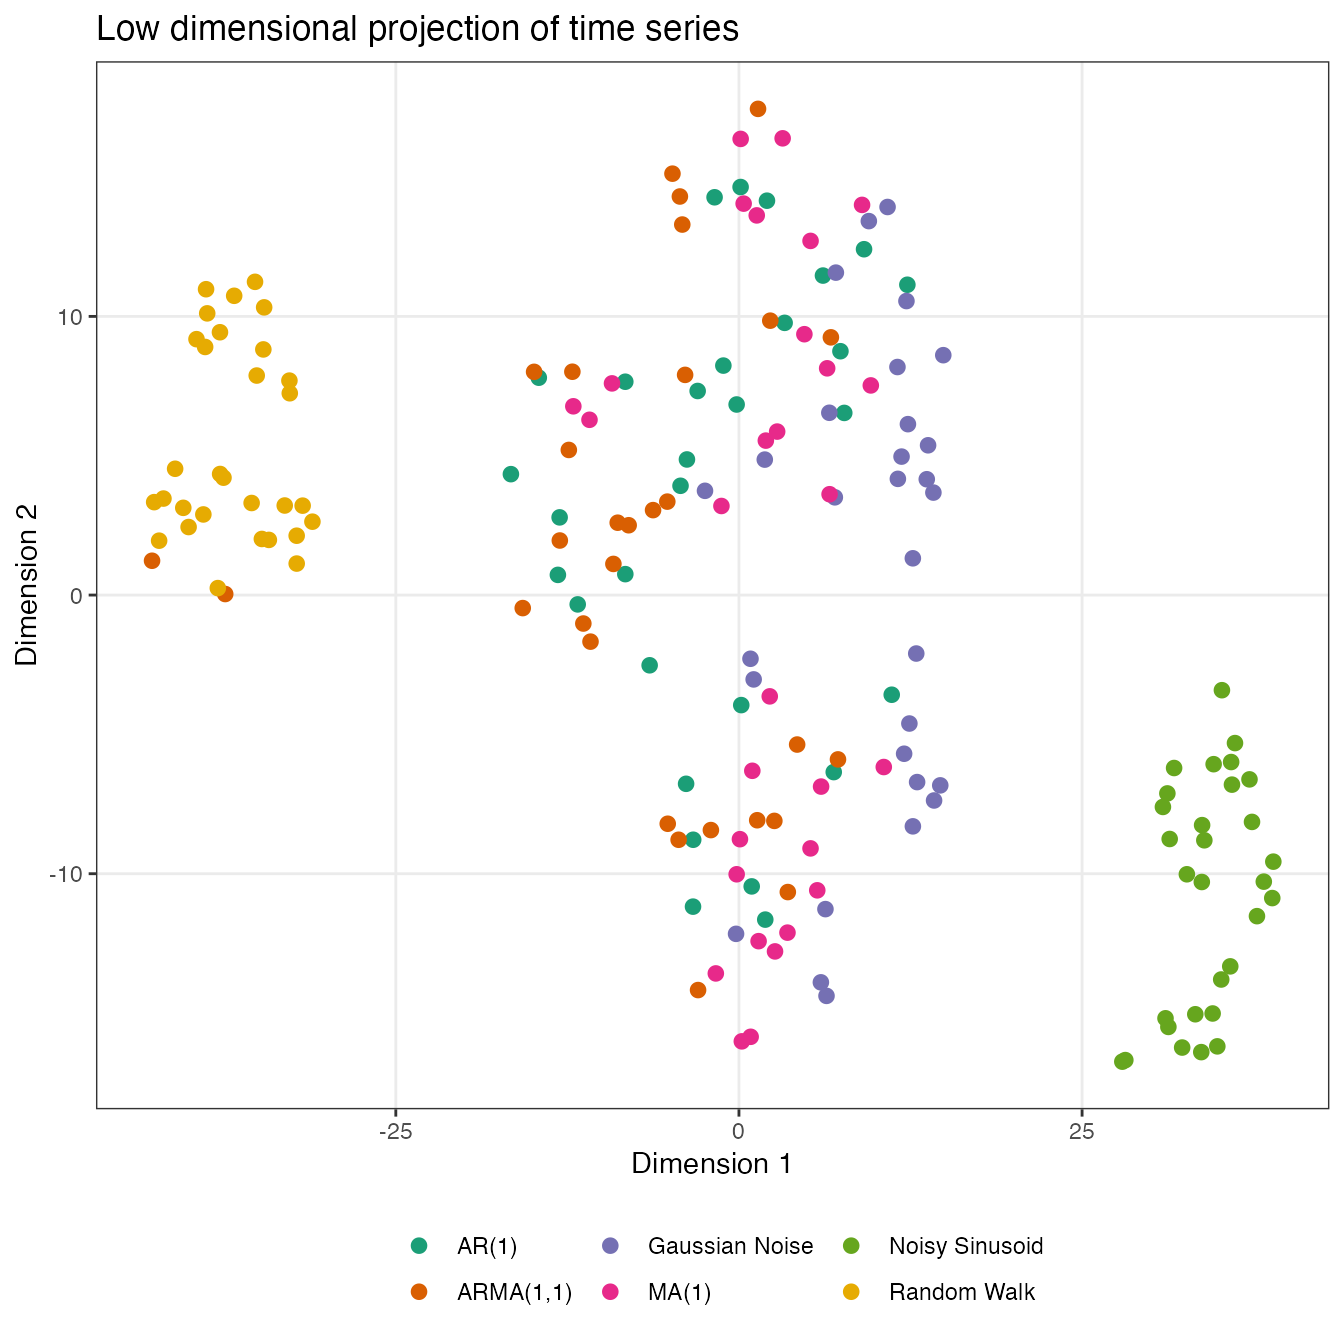 Low dimensional projection of time series
Dimension 2
10
0
-10
-25
0
25
Dimension 1
AR(1)
Gaussian Noise
Noisy Sinusoid
ARMA(1,1)
MA(1)
Random Walk